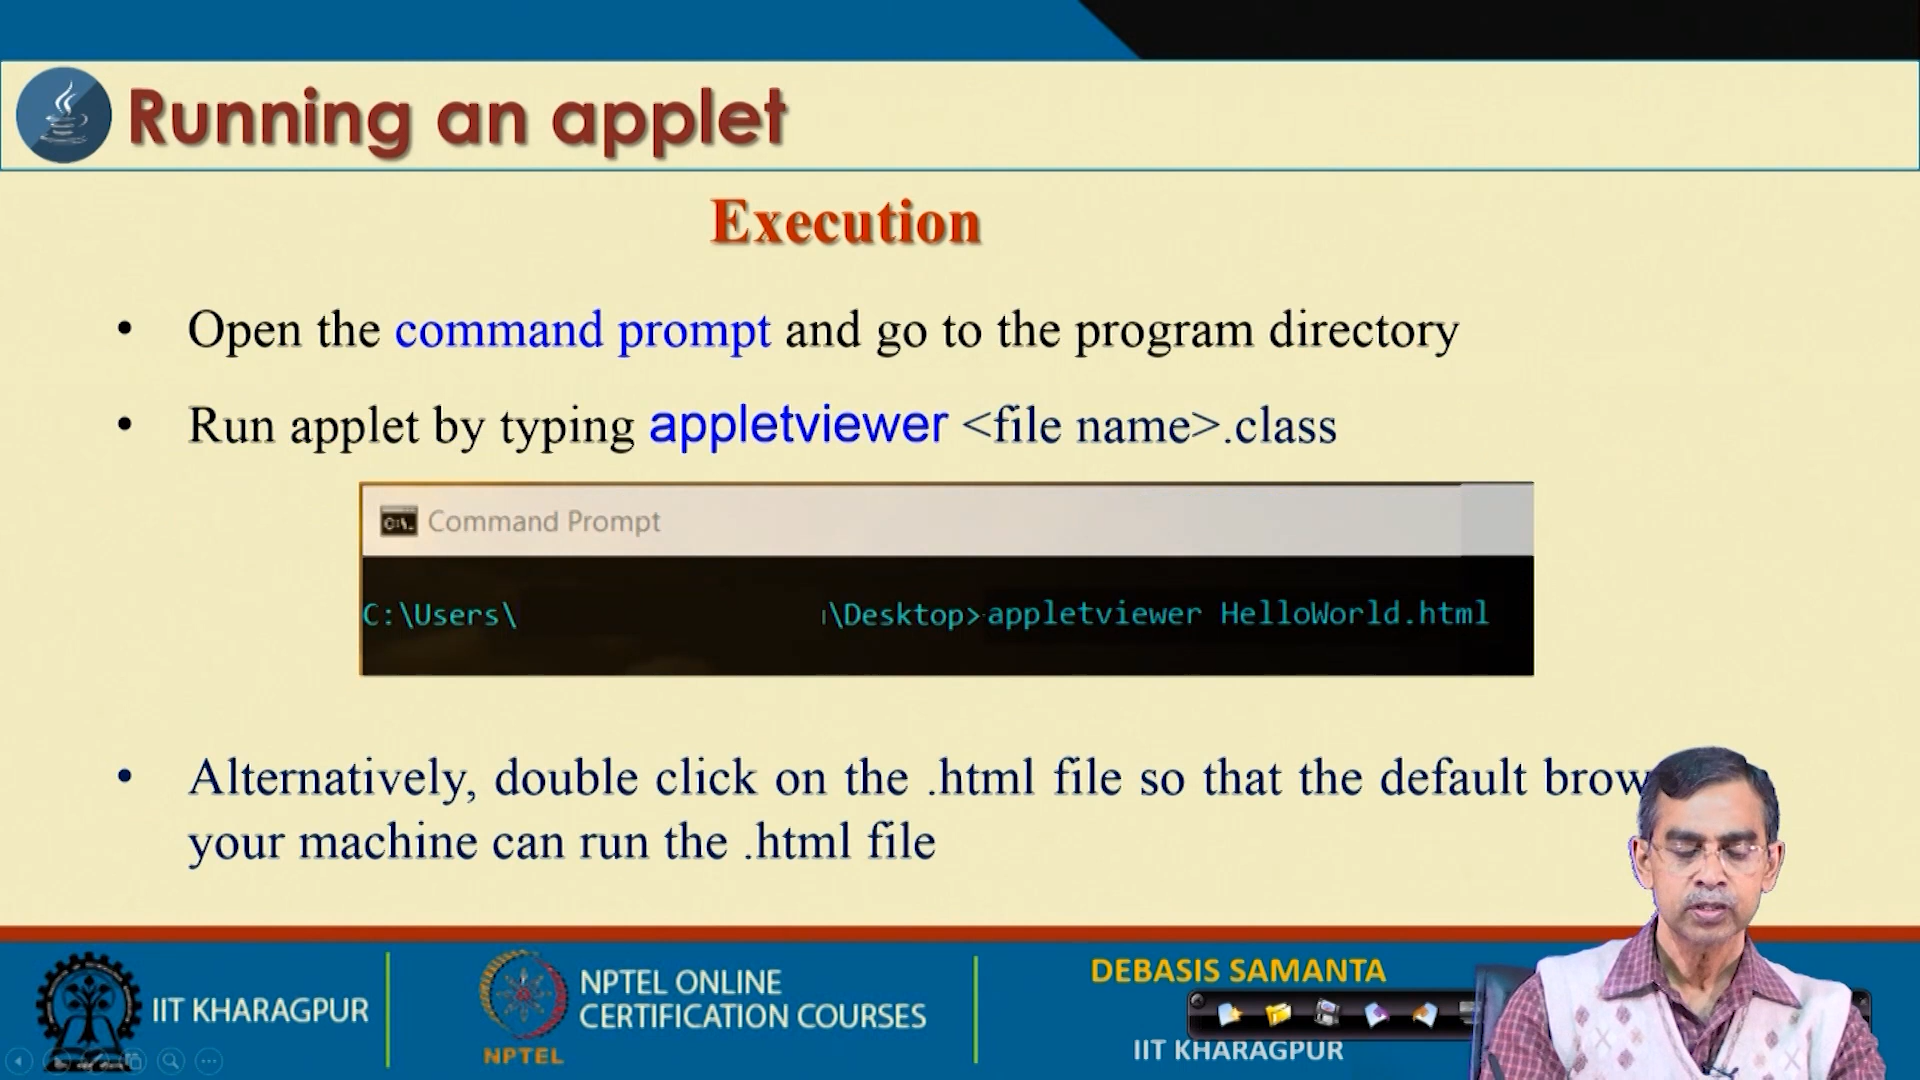 Running an applet
Execution
• Open the command prompt and go to the program directory
• Run applet by typing appletviewer <file name>.class
Command Prompt
C:\Users\ \Desktop>appletviewer HelloWorld.html
• Alternatively, double click on the .html file so that the default
your machine can run the .html file
IIT KHARAGPUR
NPTEL
NPTEL ONLINE
CERTIFICATION COURSES
DEBASIS SAMANTA
IIT KHARAGPUR